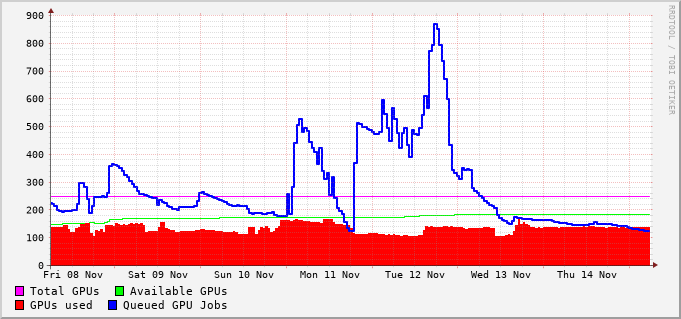 900
800
700
600
500
400
300
200
100
0
Fri 08 Nov Sat 09 Nov Sun 10 Nov Mon 11 Nov Tue 12 Nov Wed 13 Nov Thu 14 Nov
Total GPUs Available GPUs
GPUs used Queued GPU Jobs
RRDTOOL / TOBI OETIKER